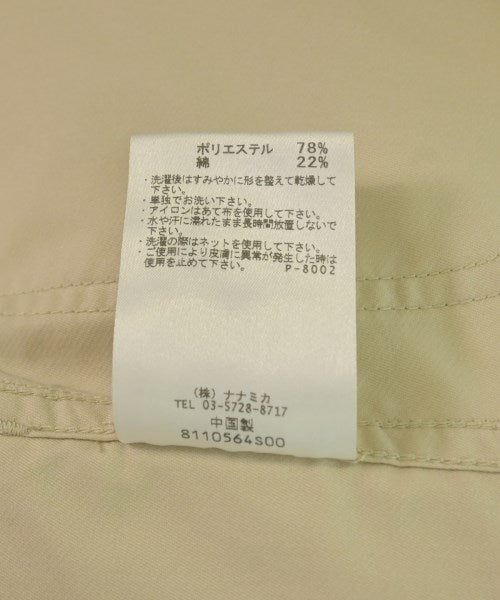 ポリエステル 78%
綿 22%
・洗濯後はすみやかに形を整えて乾燥して
下さい。
・単独でお洗い下さい。
・アイロンはあて布を使用して下さい。
・水や汗に濡れたまま長時間放置しないで
下さい。
・洗濯の際はネットを使用して下さい。
・ご使用により皮膚に異常が発生した時は
使用を止めて下さい。 P-8002
(株) ナナミカ
TEL 03-5728-8717
中国製
8110564S00